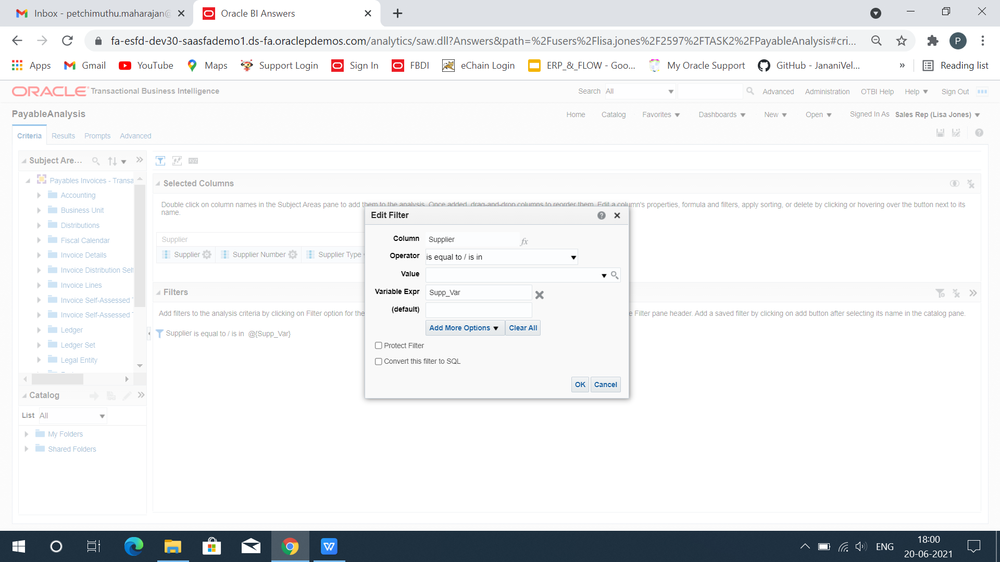 Inbox - petchimuthu.maharajan@
Oracle BI Answers
fa-esfd-dev30-saasfademo1.ds-fa.oraclepdemos.com/analytics/saw.dll?Answers&path=%2Fusers%2Flisa.jones%2F2597%2FTASK2%2FPayableAnalysis#cri...
P
Apps
Gmail
YouTube
Maps
Support Login
Sign In
FBDI
eChain Login
ERP_&_FLOW - Goo...
My Oracle Support
GitHub - JananiVel...
»
Reading list
ORACLE Transactional Business Intelligence
Search All
Advanced
Administration
OTBI Help
Help
Sign Out
PayableAnalysis
Home
Catalog
Favorites
Dashboards
New
Open
Signed In As Sales Rep (Lisa Jones)
Criteria
Results
Prompts
Advanced
Subject Are...
Payables Invoices - Transa
Accounting
Business Unit
Distributions
Fiscal Calendar
Invoice Details
Invoice Distribution Self
Invoice Lines
Invoice Self-Assessed
Invoice Self-Assessed
Ledger
Ledger Set
Legal Entity
Catalog
List All
My Folders
Shared Folders
xyz
Selected Columns
Double click on column names in the Subject Areas pane to add them to the analysis. Once added, drag-and-drop columns to reorder them. Edit a column's properties, formula and filters, apply sorting, or delete by clicking or hovering over the button next to its
name.
Supplier
Supplier
Supplier Number
Supplier Type
Filters
Add filters to the analysis criteria by clicking on Filter option for the
e Filter pane header. Add a saved filter by clicking on add button after selecting its name in the catalog pane.
Supplier is equal to / is in @{Supp_Var}
Edit Filter
Column Supplier fx
Operator is equal to / is in
Value
Variable Expr Supp_Var
(default)
Add More Options
Clear All
Protect Filter
Convert this filter to SQL
OK
Cancel
ENG
18:00
20-06-2021